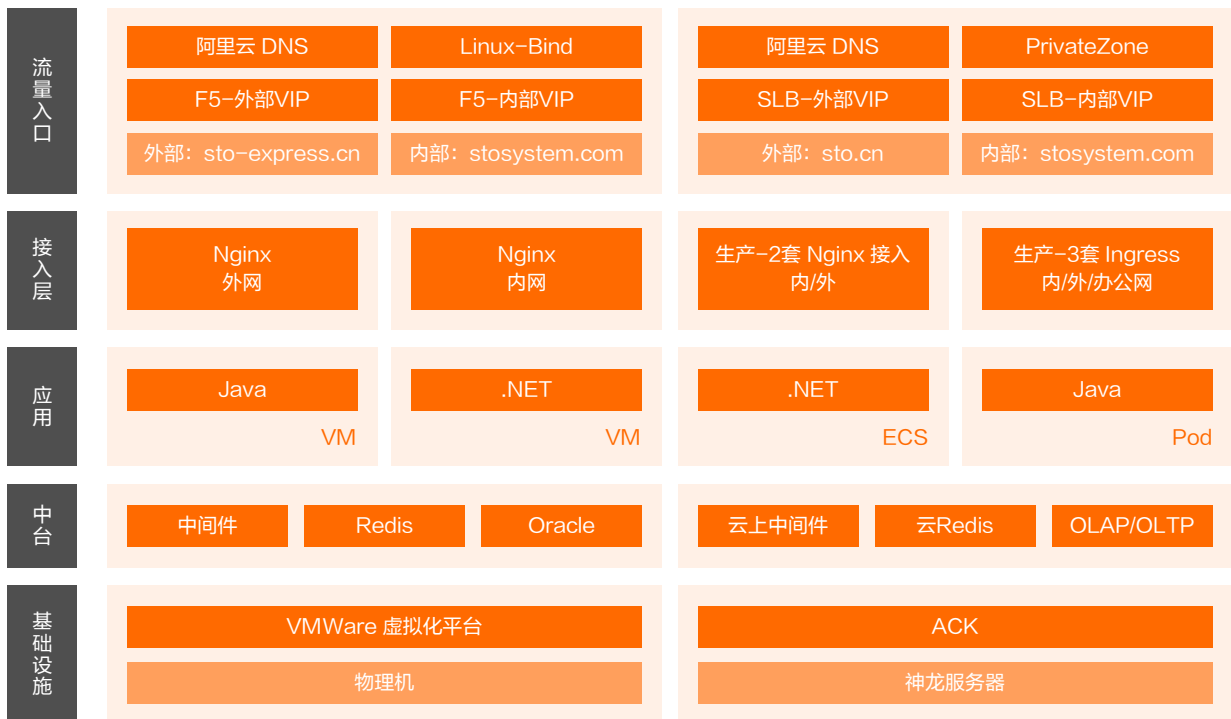 流量入口
阿里云 DNS
Linux-Bind
阿里云 DNS
PrivateZone
F5-外部VIP
F5-内部VIP
SLB-外部VIP
SLB-内部VIP
外部：sto-express.cn
内部：stosystem.com
外部：sto.cn
内部：stosystem.com
接入层
Nginx
外网
Nginx
内网
生产-2套 Nginx 接入
内/外
生产-3套 Ingress
内/外/办公网
应用
Java
VM
.NET
VM
.NET
ECS
Java
Pod
中台
中间件
Redis
Oracle
云上中间件
云Redis
OLAP/OLTP
基础设施
VMWare 虚拟化平台
ACK
物理机
神龙服务器